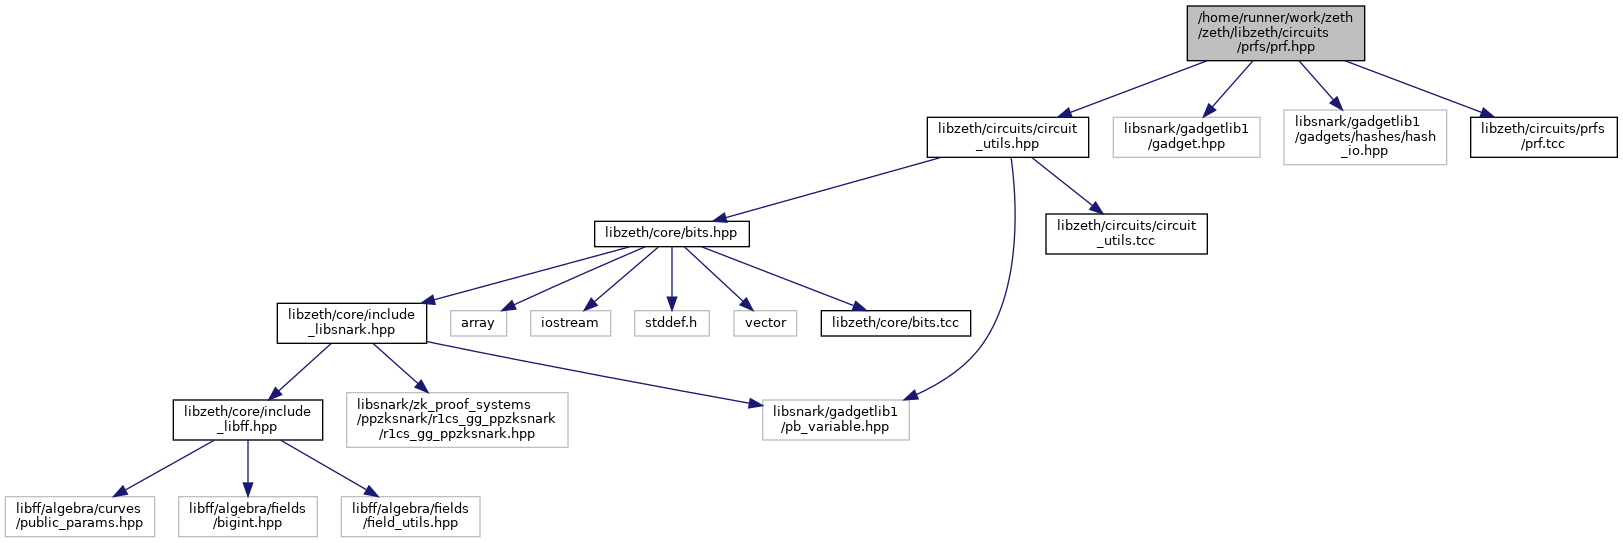 /home/runner/work/zeth
/zeth/libzeth/circuits
/prfs/prf.hpp
libzeth/circuits/circuit
_utils.hpp
libsnark/gadgetlib1
/gadget.hpp
libsnark/gadgetlib1
/gadgets/hashes/hash
_io.hpp
libzeth/circuits/prfs
/prf.tcc
libzeth/core/bits.hpp
libzeth/circuits/circuit
_utils.tcc
libzeth/core/include
_libsnark.hpp
array
iostream
stddef.h
vector
libzeth/core/bits.tcc
libzeth/core/include
_libff.hpp
libsnark/zk_proof_systems
/ppzksnark/r1cs_gg_ppzksnark
/r1cs_gg_ppzksnark.hpp
libsnark/gadgetlib1
/pb_variable.hpp
libff/algebra/curves
/public_params.hpp
libff/algebra/fields
/bigint.hpp
libff/algebra/fields
/field_utils.hpp